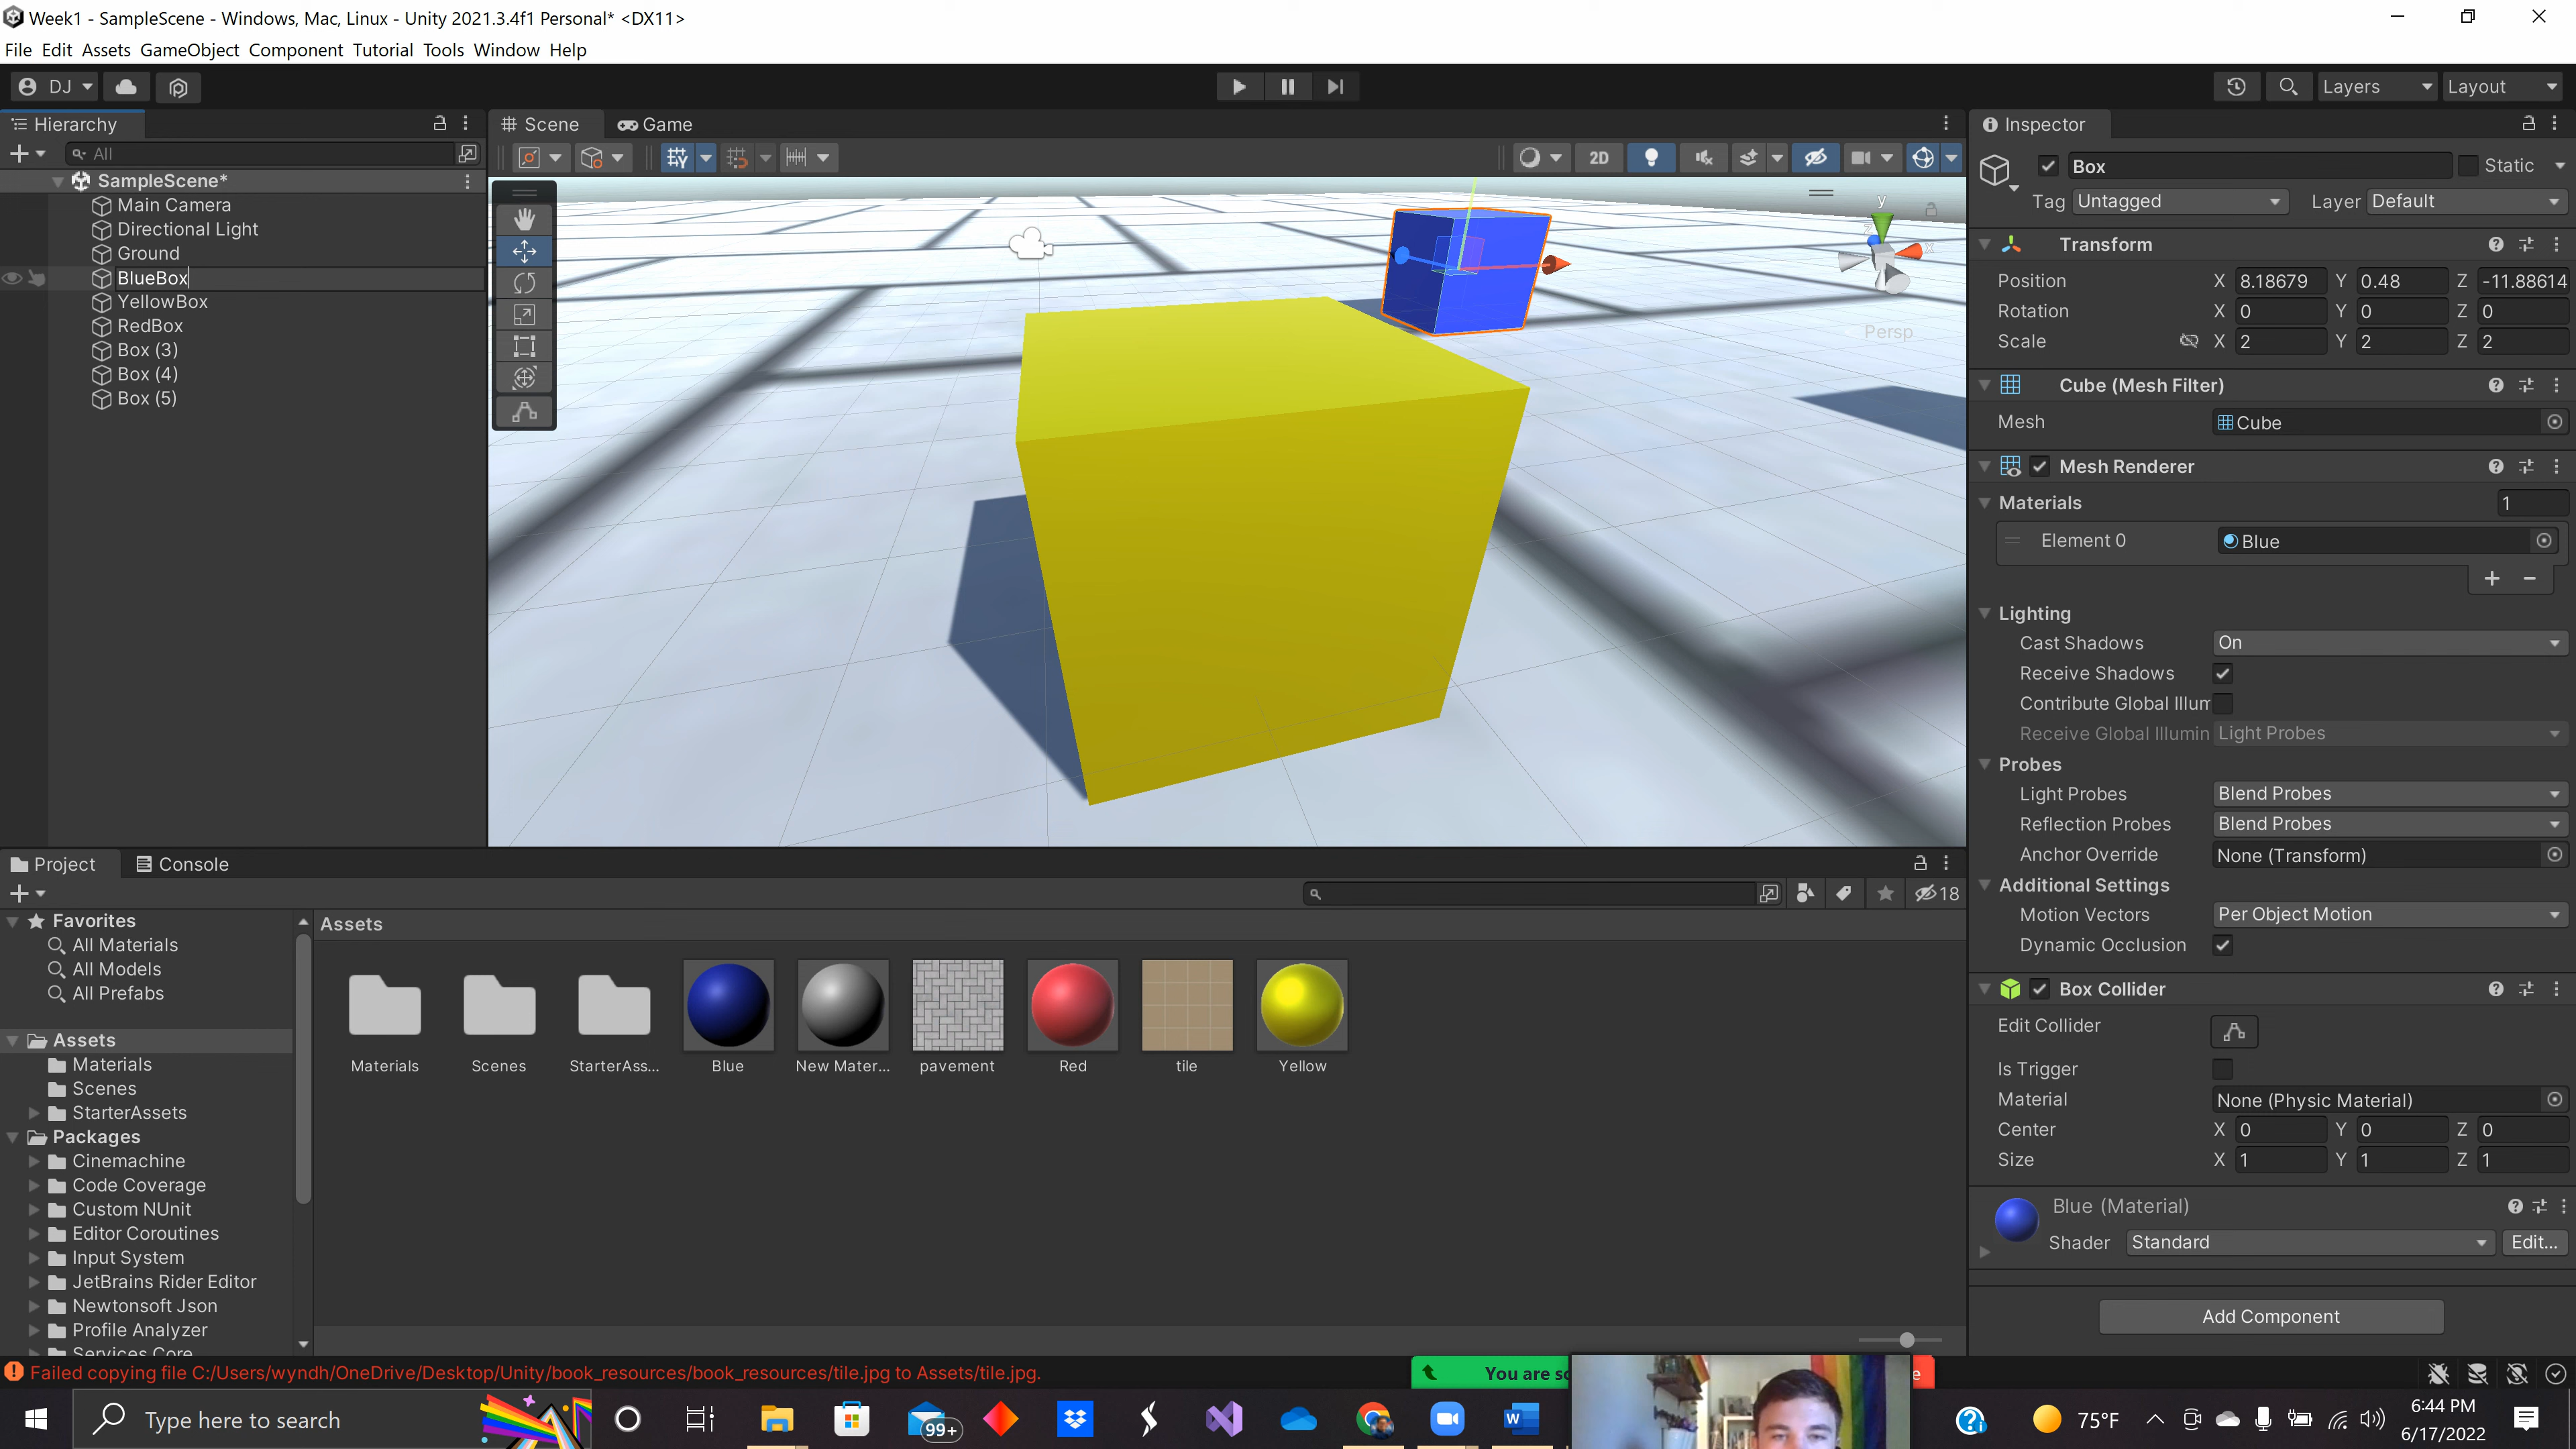 Week1 - SampleScene - Windows, Mac, Linux - Unity 2021.3.4f1 Personal* <DX11>
File Edit Assets GameObject Component Tutorial Tools Window Help
DJ
Layers
Layout
Hierarchy
Scene
Game
Inspector
All
2D
Box
Static
SampleScene*
Main Camera
Directional Light
Ground
BlueBox
YellowBox
RedBox
Box (3)
Box (4)
Box (5)
y
z
x
Persp
Tag Untagged
Layer Default
Transform
Position X 8.18679 Y 0.48 Z -11.88614
Rotation X 0 Y 0 Z 0
Scale X 2 Y 2 Z 2
Cube (Mesh Filter)
Mesh Cube
Mesh Renderer
Materials 1
Element 0 Blue
Lighting
Cast Shadows On
Receive Shadows
Contribute Global Illum
Receive Global Illumin Light Probes
Probes
Light Probes Blend Probes
Reflection Probes Blend Probes
Anchor Override None (Transform)
Additional Settings
Motion Vectors Per Object Motion
Dynamic Occlusion
Box Collider
Edit Collider
Is Trigger
Material None (Physic Material)
Center X 0 Y 0 Z 0
Size X 1 Y 1 Z 1
Blue (Material)
Shader Standard Edit...
Add Component
Project
Console
18
Favorites
All Materials
All Models
All Prefabs
Assets
Materials
Scenes
StarterAssets
Packages
Cinemachine
Code Coverage
Custom NUnit
Editor Coroutines
Input System
JetBrains Rider Editor
Newtonsoft Json
Profile Analyzer
Services Core
Assets
Materials
Scenes
StarterAss...
Blue
New Mater...
pavement
Red
tile
Yellow
Failed copying file C:/Users/wyndh/OneDrive/Desktop/Unity/book_resources/book_resources/tile.jpg to Assets/tile.jpg.
You are sc
e
Type here to search
99+
W
75°F
6:44 PM
6/17/2022